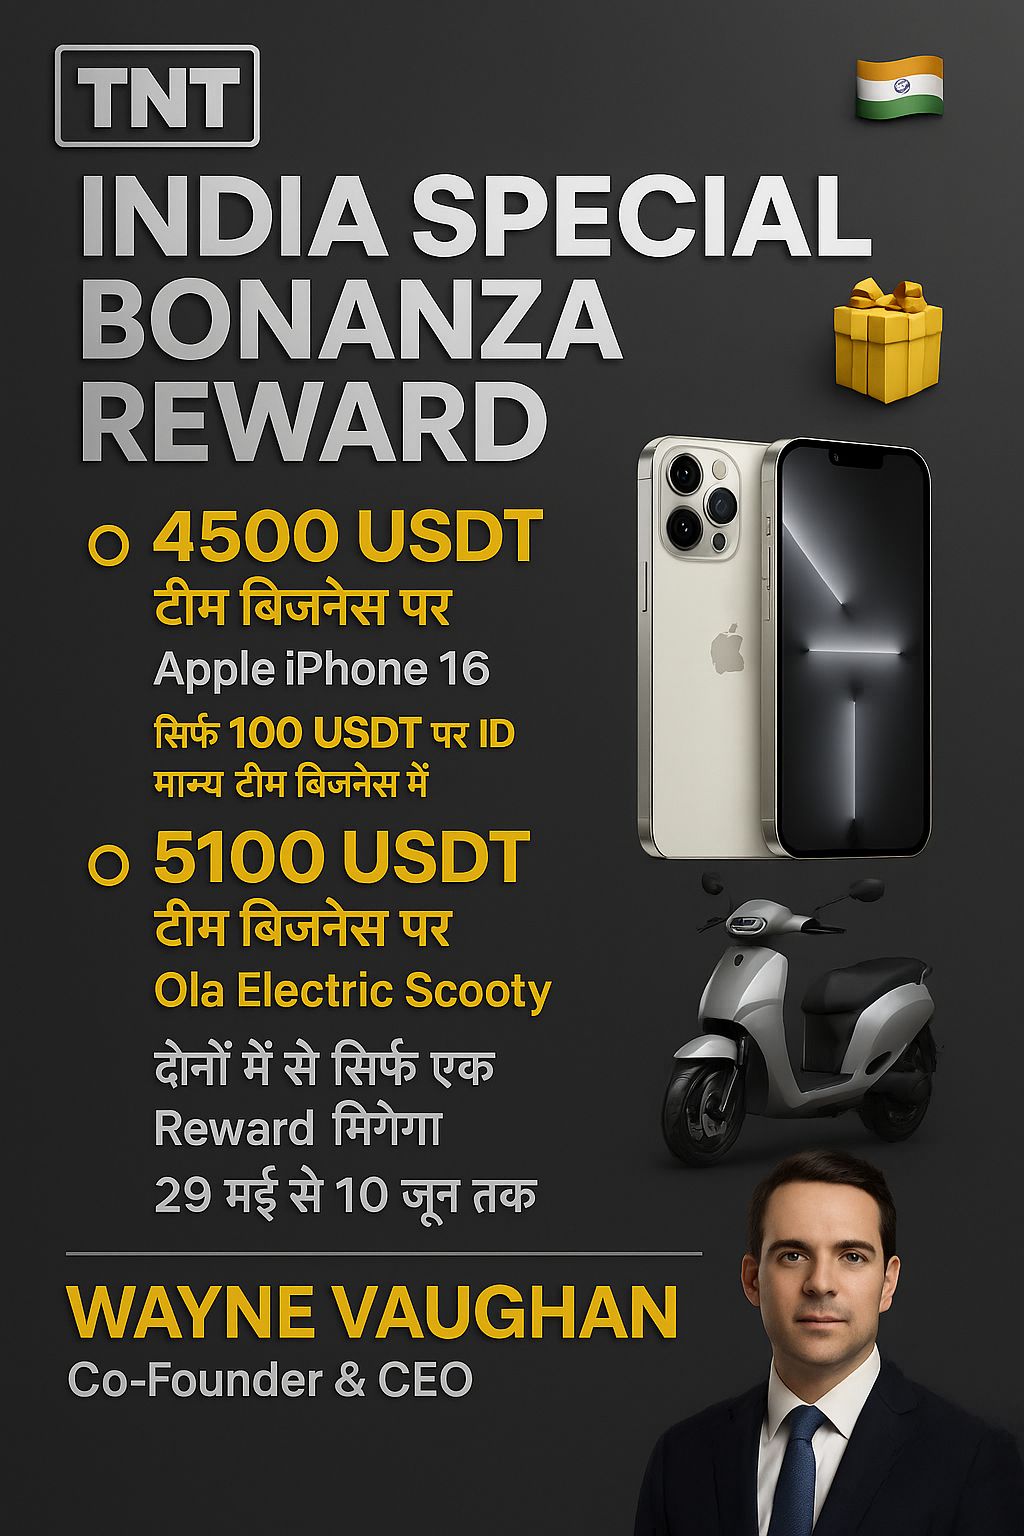 TNT
INDIA SPECIAL
BONANZA
REWARD
4500 USDT
टीम बिजनेस पर
Apple iPhone 16
सिर्फ 100 USDT पर ID
मान्य टीम बिजनेस में
5100 USDT
टीम बिजनेस पर
Ola Electric Scooty
दोनों में से सिर्फ एक
Reward मिगेगा
29 मई से 10 जून तक
WAYNE VAUGHAN
Co-Founder & CEO